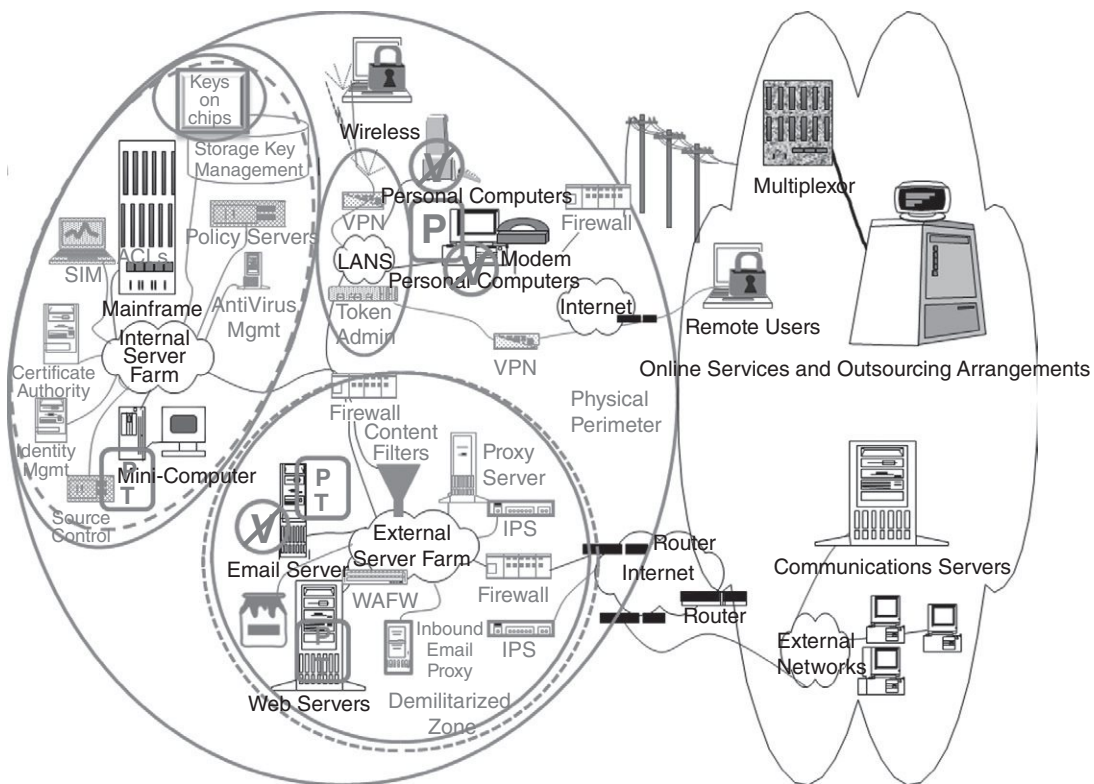 Keys
on
chips
Storage Key
Management
Wireless
V
Personal Computers
VPN
Firewall
Policy Servers
P
SIM
ACLs
LANS
Modem
V
Personal Computers
Mainframe
AntiVirus
Mgmt
Token
Admin
Internet
Internal
Server
Farm
VPN
Certificate
Authority
Firewall
Physical
Perimeter
Identity
Mgmt
Mini-Computer
P
T
Source
Control
Content
Filters
Proxy
Server
P
T
V
IPS
External
Server Farm
Email Server
WAFW
Firewall
P
Inbound
Email
Proxy
IPS
Web Servers
Demilitarized
Zone
Multiplexor
Remote Users
Online Services and Outsourcing Arrangements
Router
Internet
Router
Communications Servers
External
Networks